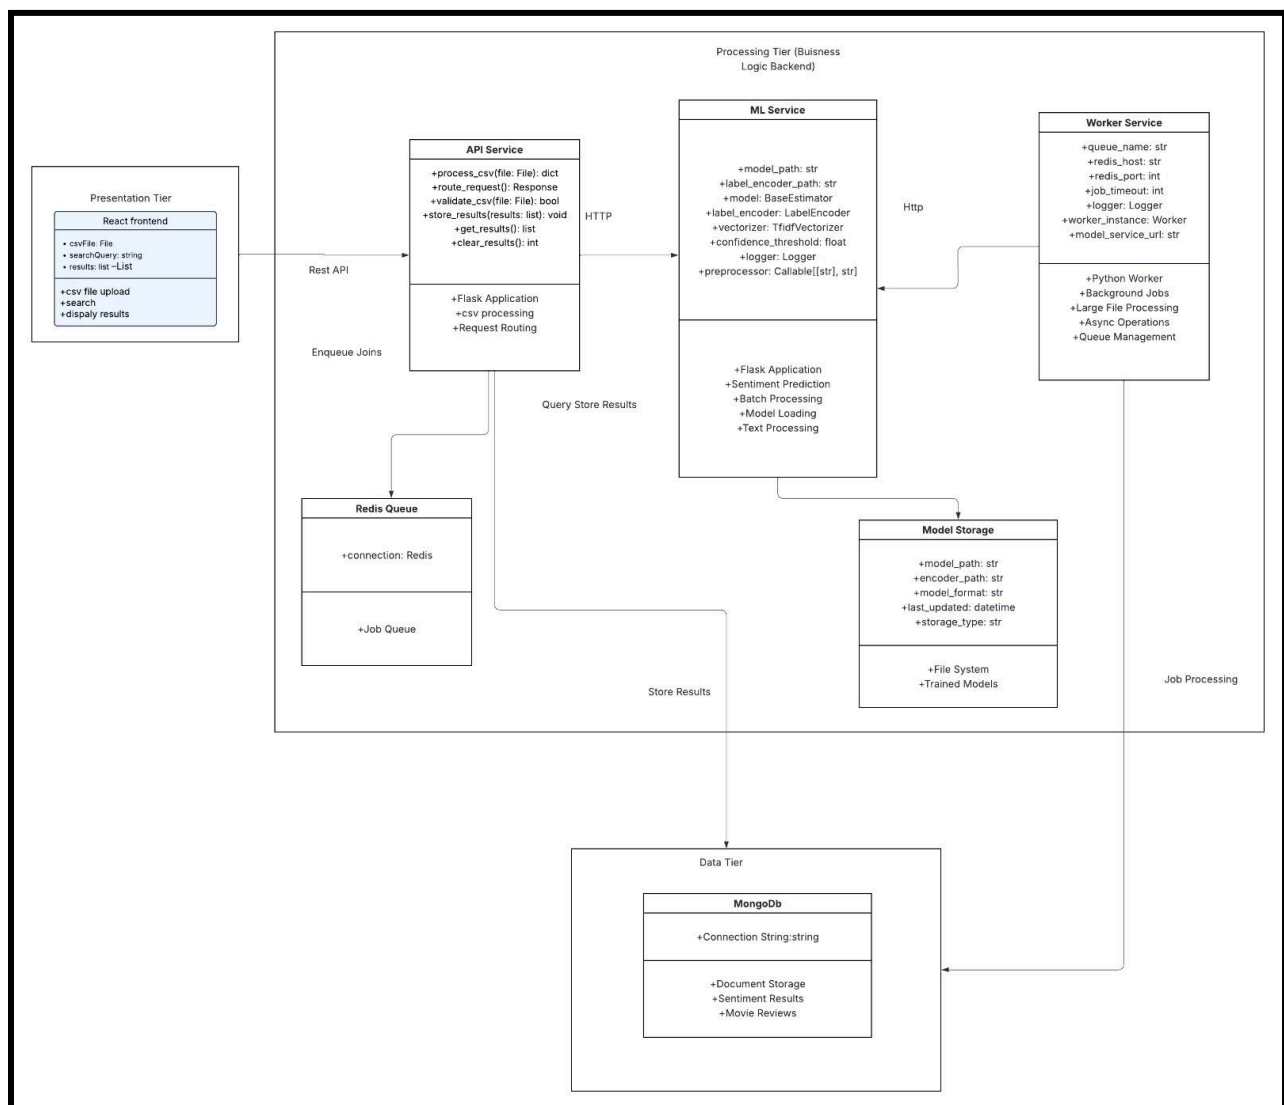 Processing Tier (Buisness
Logic Backend)
Presentation Tier
React frontend
• csvFile: File
• searchQuery: string
• results: list –List
+csv file upload
+search
+dispaly results
Rest API
API Service
+process_csv(file: File): dict
+route_request(): Response
+validate_csv(file: File): bool
+store_results(results: list): void
+get_results(): list
+clear_results(): int
+Flask Application
+csv processing
+Request Routing
HTTP
ML Service
+model_path: str
+label_encoder_path: str
+model: BaseEstimator
+label_encoder: LabelEncoder
+vectorizer: TfidfVectorizer
+confidence_threshold: float
+logger: Logger
+preprocessor: Callable[[str], str]
+Flask Application
+Sentiment Prediction
+Batch Processing
+Model Loading
+Text Processing
Http
Worker Service
+queue_name: str
+redis_host: str
+redis_port: int
+job_timeout: int
+logger: Logger
+worker_instance: Worker
+model_service_url: str
+Python Worker
+Background Jobs
+Large File Processing
+Async Operations
+Queue Management
Enqueue Joins
Query Store Results
Redis Queue
+connection: Redis
+Job Queue
Model Storage
+model_path: str
+encoder_path: str
+model_format: str
+last_updated: datetime
+storage_type: str
+File System
+Trained Models
Store Results
Job Processing
Data Tier
MongoDb
+Connection String:string
+Document Storage
+Sentiment Results
+Movie Reviews